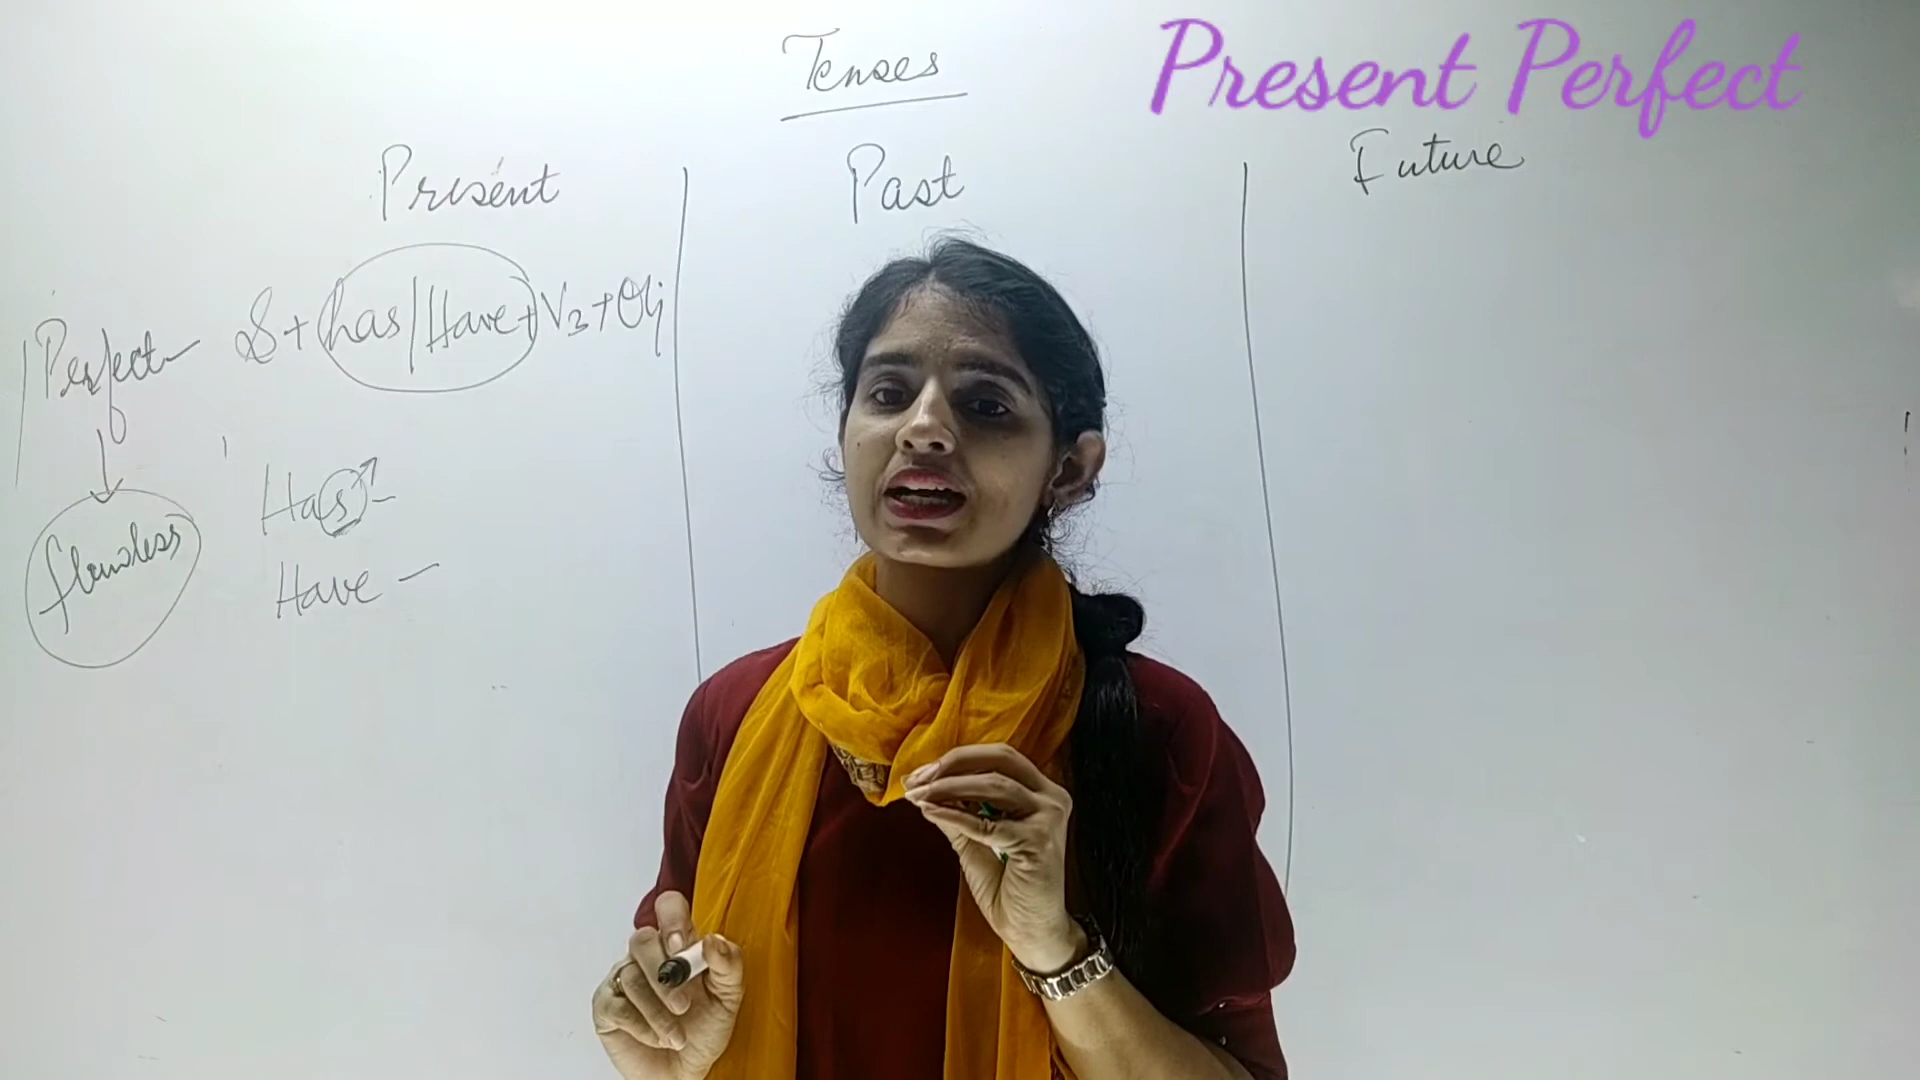 Tenses
Present Perfect
Present
Past
Future
Perfect - S + has/Have + V3 + Obj
flawless
Has -
Have -